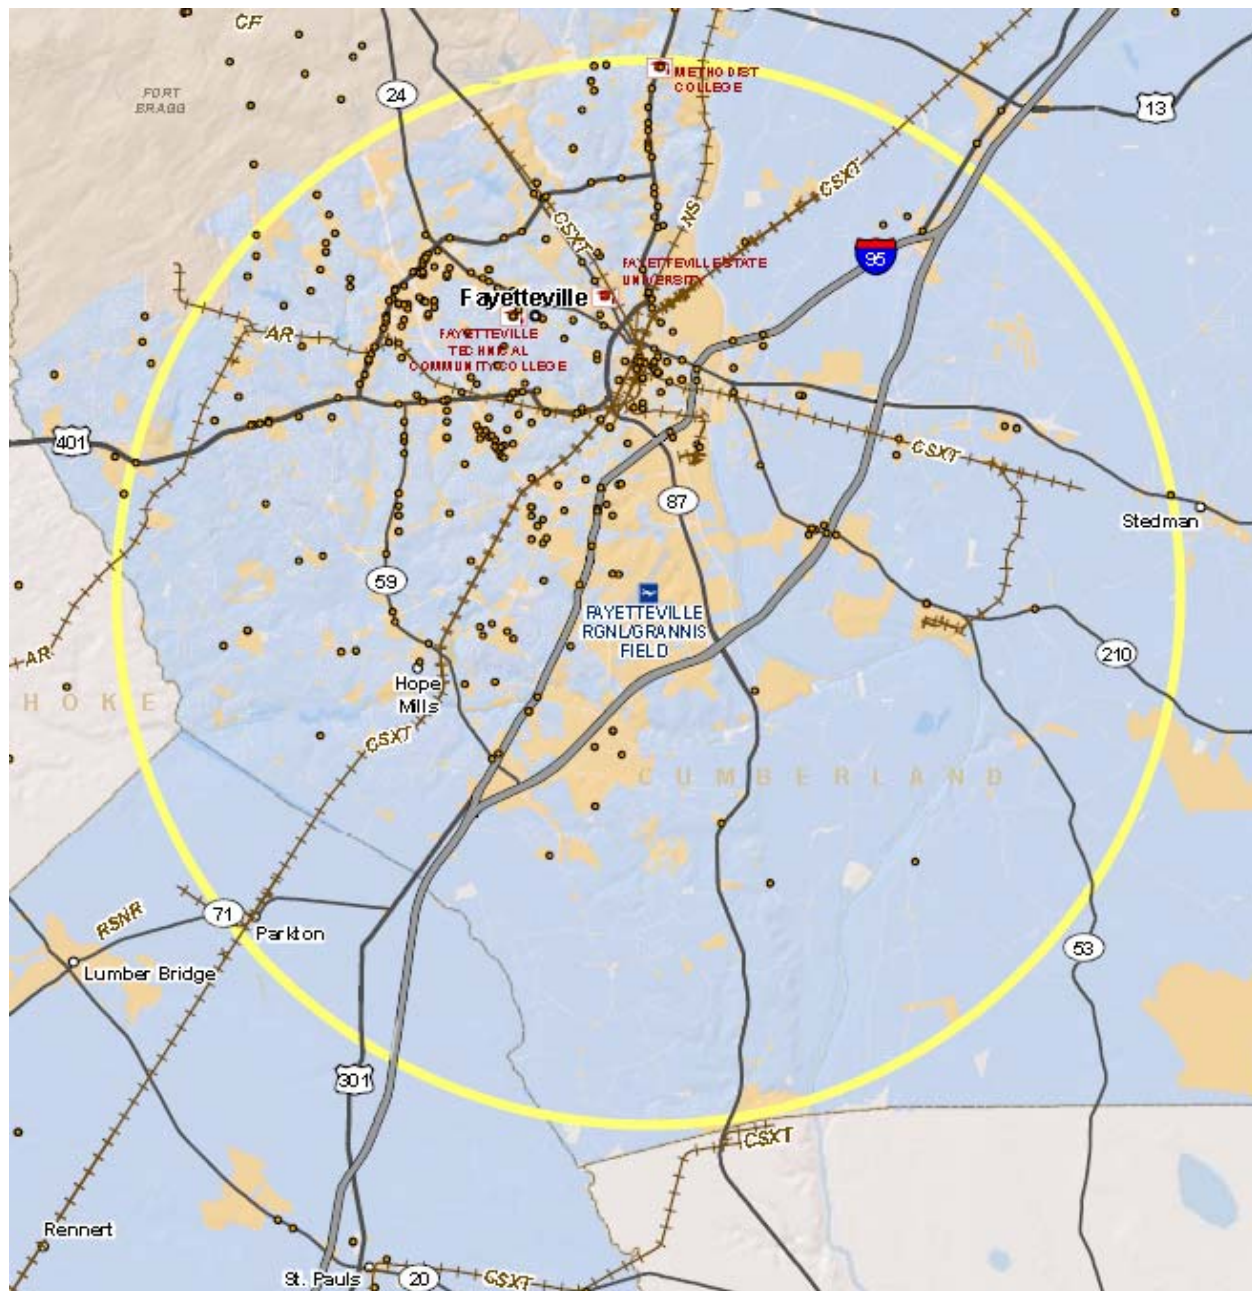 CF
FORT
BRAGG
24
METHODIST
COLLEGE
13
CSXT
NS
CSXT
FAYETTEVILLE STATE
UNIVERSITY
95
Fayetteville
AR
FAYETTEVILLE
TECHNICAL
COMMUNITY COLLEGE
401
CSXT
87
Stedman
59
FAYETTEVILLE
RGNL/GRANNIS
FIELD
AR
210
Hope
Mills
HOKE
CSXT
CUMBERLAND
RSNR
71
Parkton
53
Lumber Bridge
301
CSXT
Rennert
St. Pauls
20
CSXT